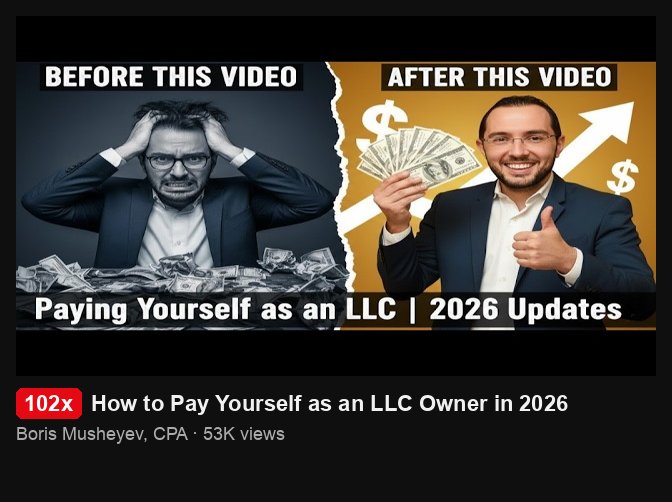 BEFORE THIS VIDEO
AFTER THIS VIDEO
$
$
Paying Yourself as an LLC | 2026 Updates
102x How to Pay Yourself as an LLC Owner in 2026
Boris Musheyev, CPA · 53K views